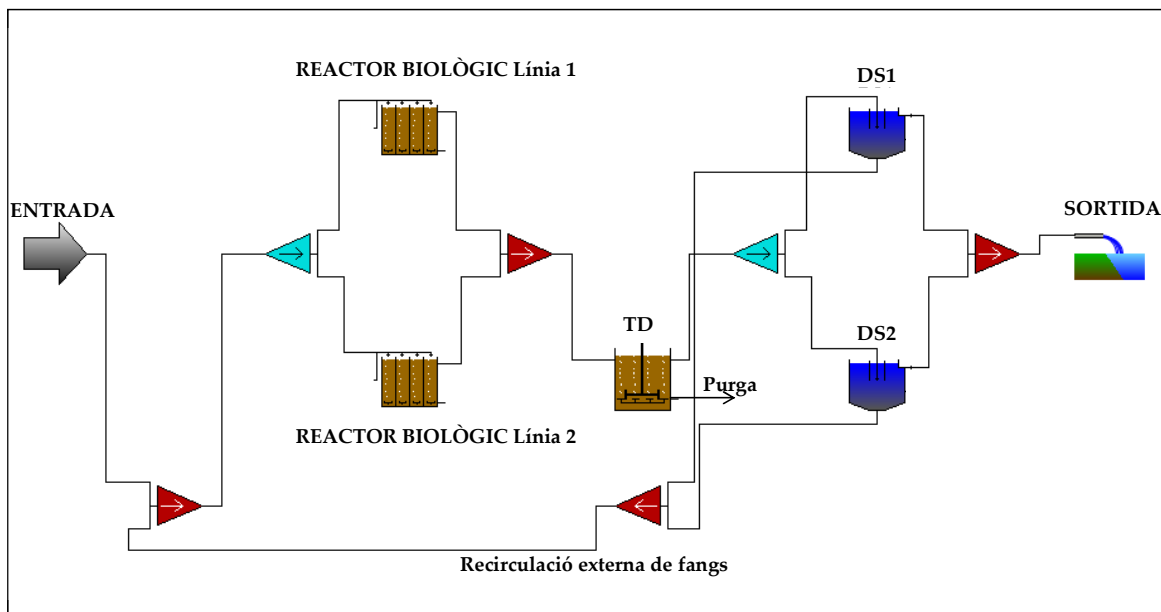 REACTOR BIOLÒGIC Línia 1
DS1
ENTRADA
SORTIDA
TD
DS2
Purga
REACTOR BIOLÒGIC Línia 2
Recirculació externa de fangs